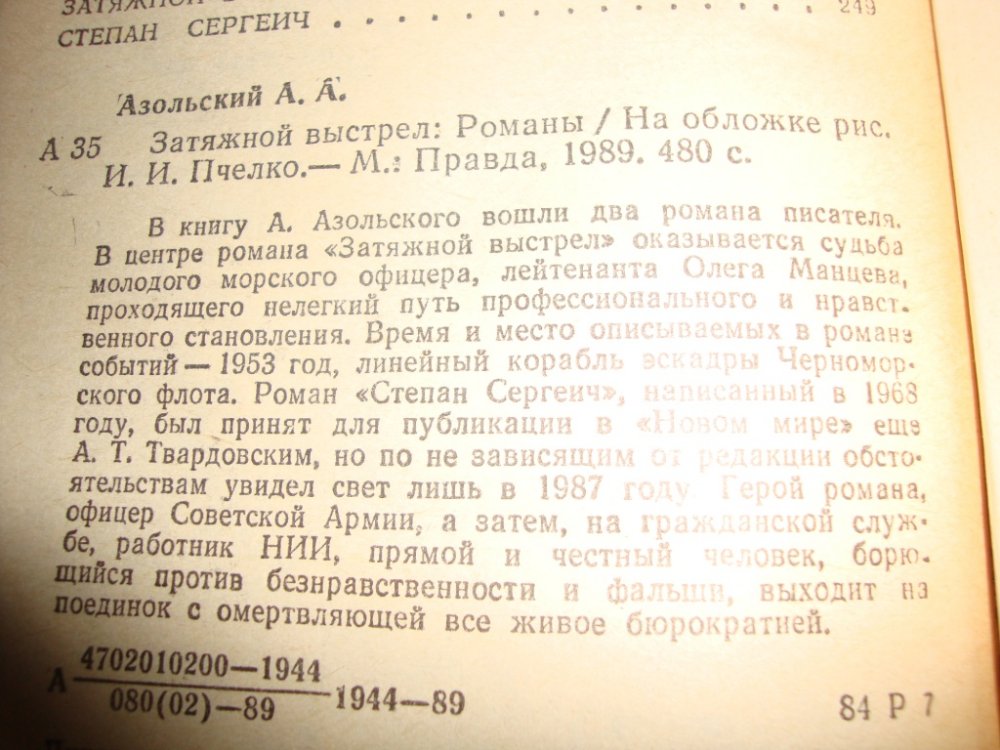 ЗАТЯЖНОЙ
СТЕПАН СЕРГЕИЧ . . . . . . . . . . . . . 249
Азольский А. А.
А 35 Затяжной выстрел: Романы / На обложке рис.
И. И. Пчелко.— М.: Правда, 1989. 480 с.
В книгу А. Азольского вошли два романа писателя.
В центре романа «Затяжной выстрел» оказывается судьба
молодого морского офицера, лейтенанта Олега Манцева,
проходящего нелегкий путь профессионального и нравст-
венного становления. Время и место описываемых в романе
событий — 1953 год, линейный корабль эскадры Черномор-
ского флота. Роман «Степан Сергеич», написанный в 1968
году, был принят для публикации в «Новом мире» еще
А. Т. Твардовским, но по не зависящим от редакции обсто-
ятельствам увидел свет лишь в 1987 году. Герой романа,
офицер Советской Армии, а затем, на гражданской служ-
бе, работник НИИ, прямой и честный человек, борю-
щийся против безнравственности и фальши, выходит на
поединок с омертвляющей все живое бюрократией.
А 4702010200—1944
080(02)—89 1944—89
84 Р 7